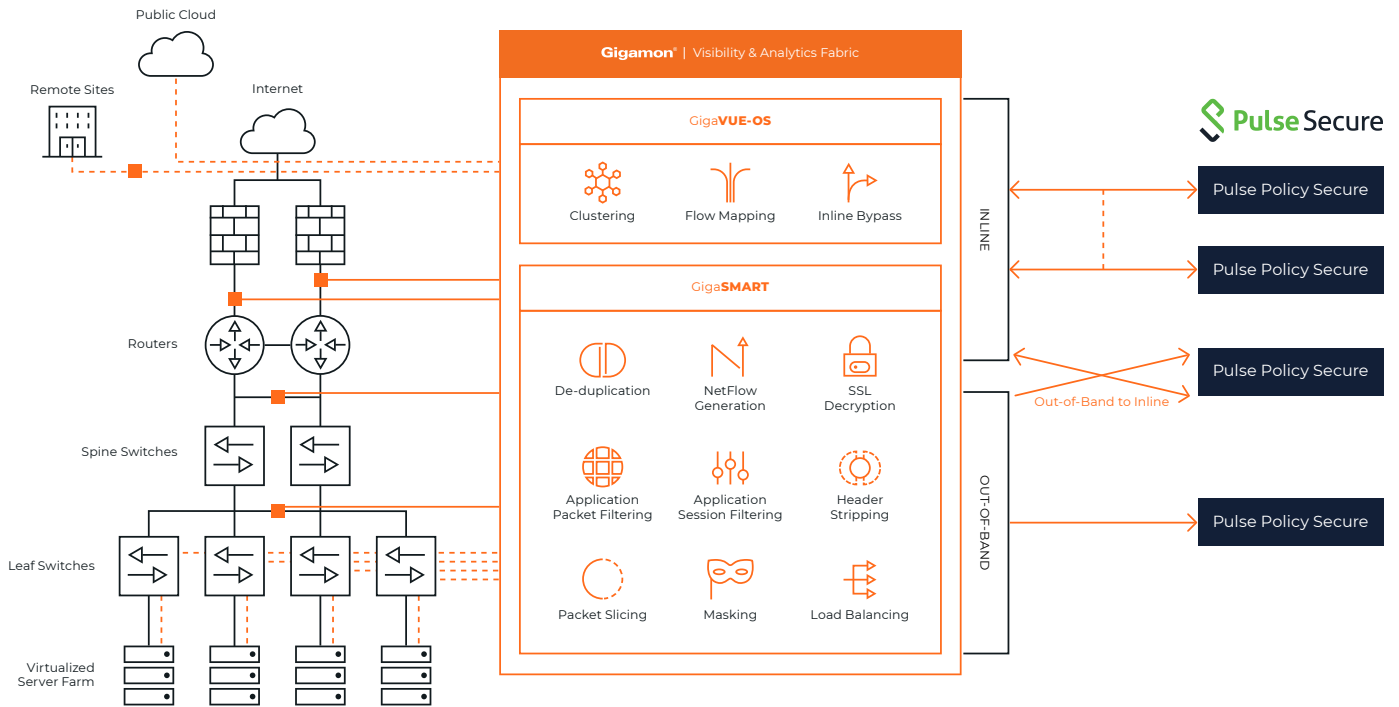 Public Cloud
Remote Sites
Internet
Routers
Spine Switches
Leaf Switches
Virtualized
Server Farm
Gigamon® | Visibility & Analytics Fabric
GigaVUE-OS
Clustering
Flow Mapping
Inline Bypass
GigaSMART
De-duplication
NetFlow
Generation
SSL
Decryption
Application
Packet Filtering
Application
Session Filtering
Header
Stripping
Packet Slicing
Masking
Load Balancing
INLINE
OUT-OF-BAND
Out-of-Band to Inline
Pulse Secure
Pulse Policy Secure
Pulse Policy Secure
Pulse Policy Secure
Pulse Policy Secure